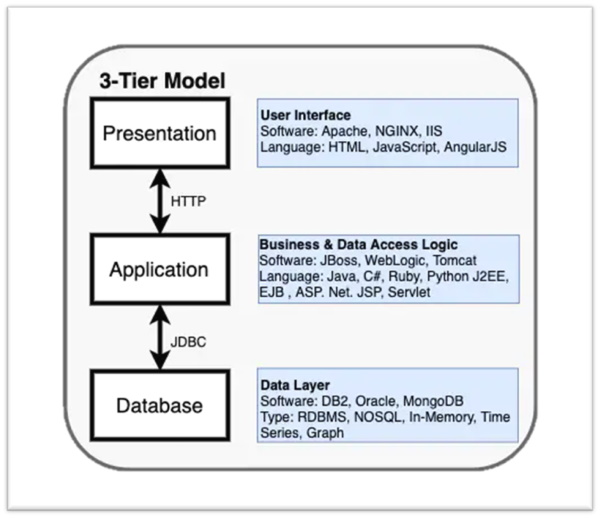 3-Tier Model
Presentation
User Interface
Software: Apache, NGINX, IIS
Language: HTML, JavaScript, AngularJS
HTTP
Application
Business & Data Access Logic
Software: JBoss, WebLogic, Tomcat
Language: Java, C#, Ruby, Python J2EE,
EJB , ASP. Net. JSP, Servlet
JDBC
Database
Data Layer
Software: DB2, Oracle, MongoDB
Type: RDBMS, NOSQL, In-Memory, Time
Series, Graph